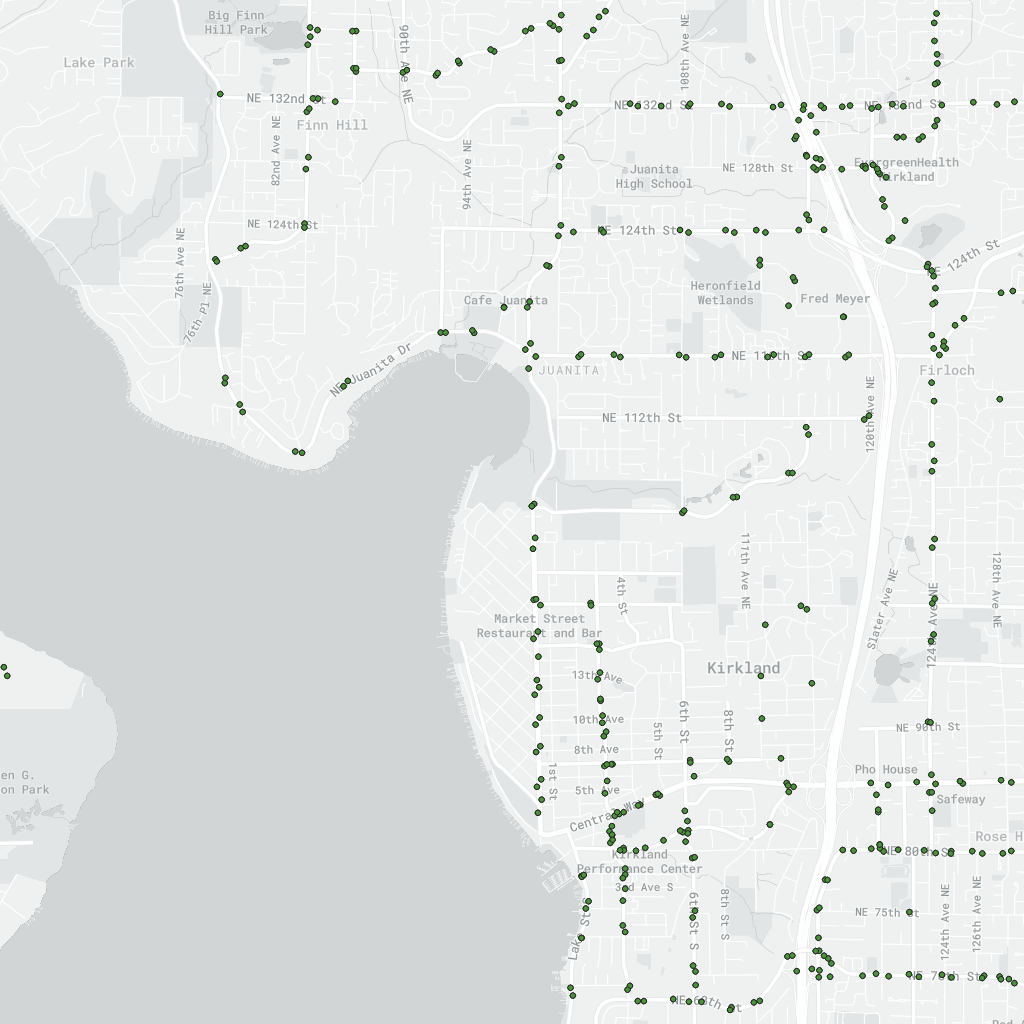 Big Finn
Hill Park
Lake Park
90th Ave NE
108th Ave NE
NE 132nd St
NE 132nd St
Finn Hill
82nd Ave NE
94th Ave NE
Juanita
High School
NE 128th St
EvergreenHealth
Kirkland
NE 124th St
NE 124th St
NE 124th St
76th Ave NE
76th Pl NE
Cafe Juanita
Heronfield
Wetlands
Fred Meyer
NE Juanita Dr
JUANITA
Firloch
NE 112th St
120th Ave NE
117th Ave NE
4th St
Slater Ave NE
128th Ave NE
124th Ave NE
Market Street
Restaurant and Bar
Kirkland
13th Ave
10th Ave
6th St
8th St
5th St
NE 90th St
8th Ave
1st St
5th Ave
Pho House
Safeway
Central Way
Rose H
NE 80th St
Kirkland
Performance Center
3rd Ave S
6th St S
8th St S
NE 75th St
124th Ave NE
126th Ave NE
Lake St S
NE 70th St
NE 68th St
en G.
on Park